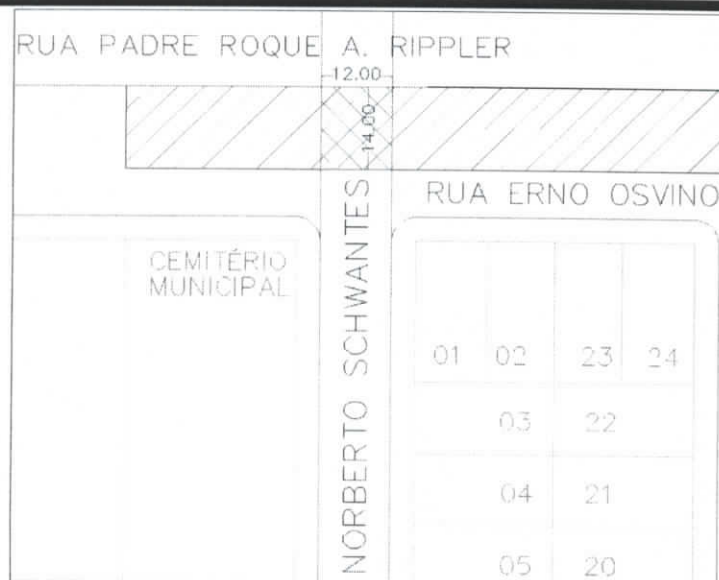 RUA PADRE ROQUE A. RIPPLER
12.00
14.00
RUA ERNO OSVINO
NORBERTO SCHWANTES
CEMITÉRIO
MUNICIPAL
01 02 23 24
03 22
04 21
05 20